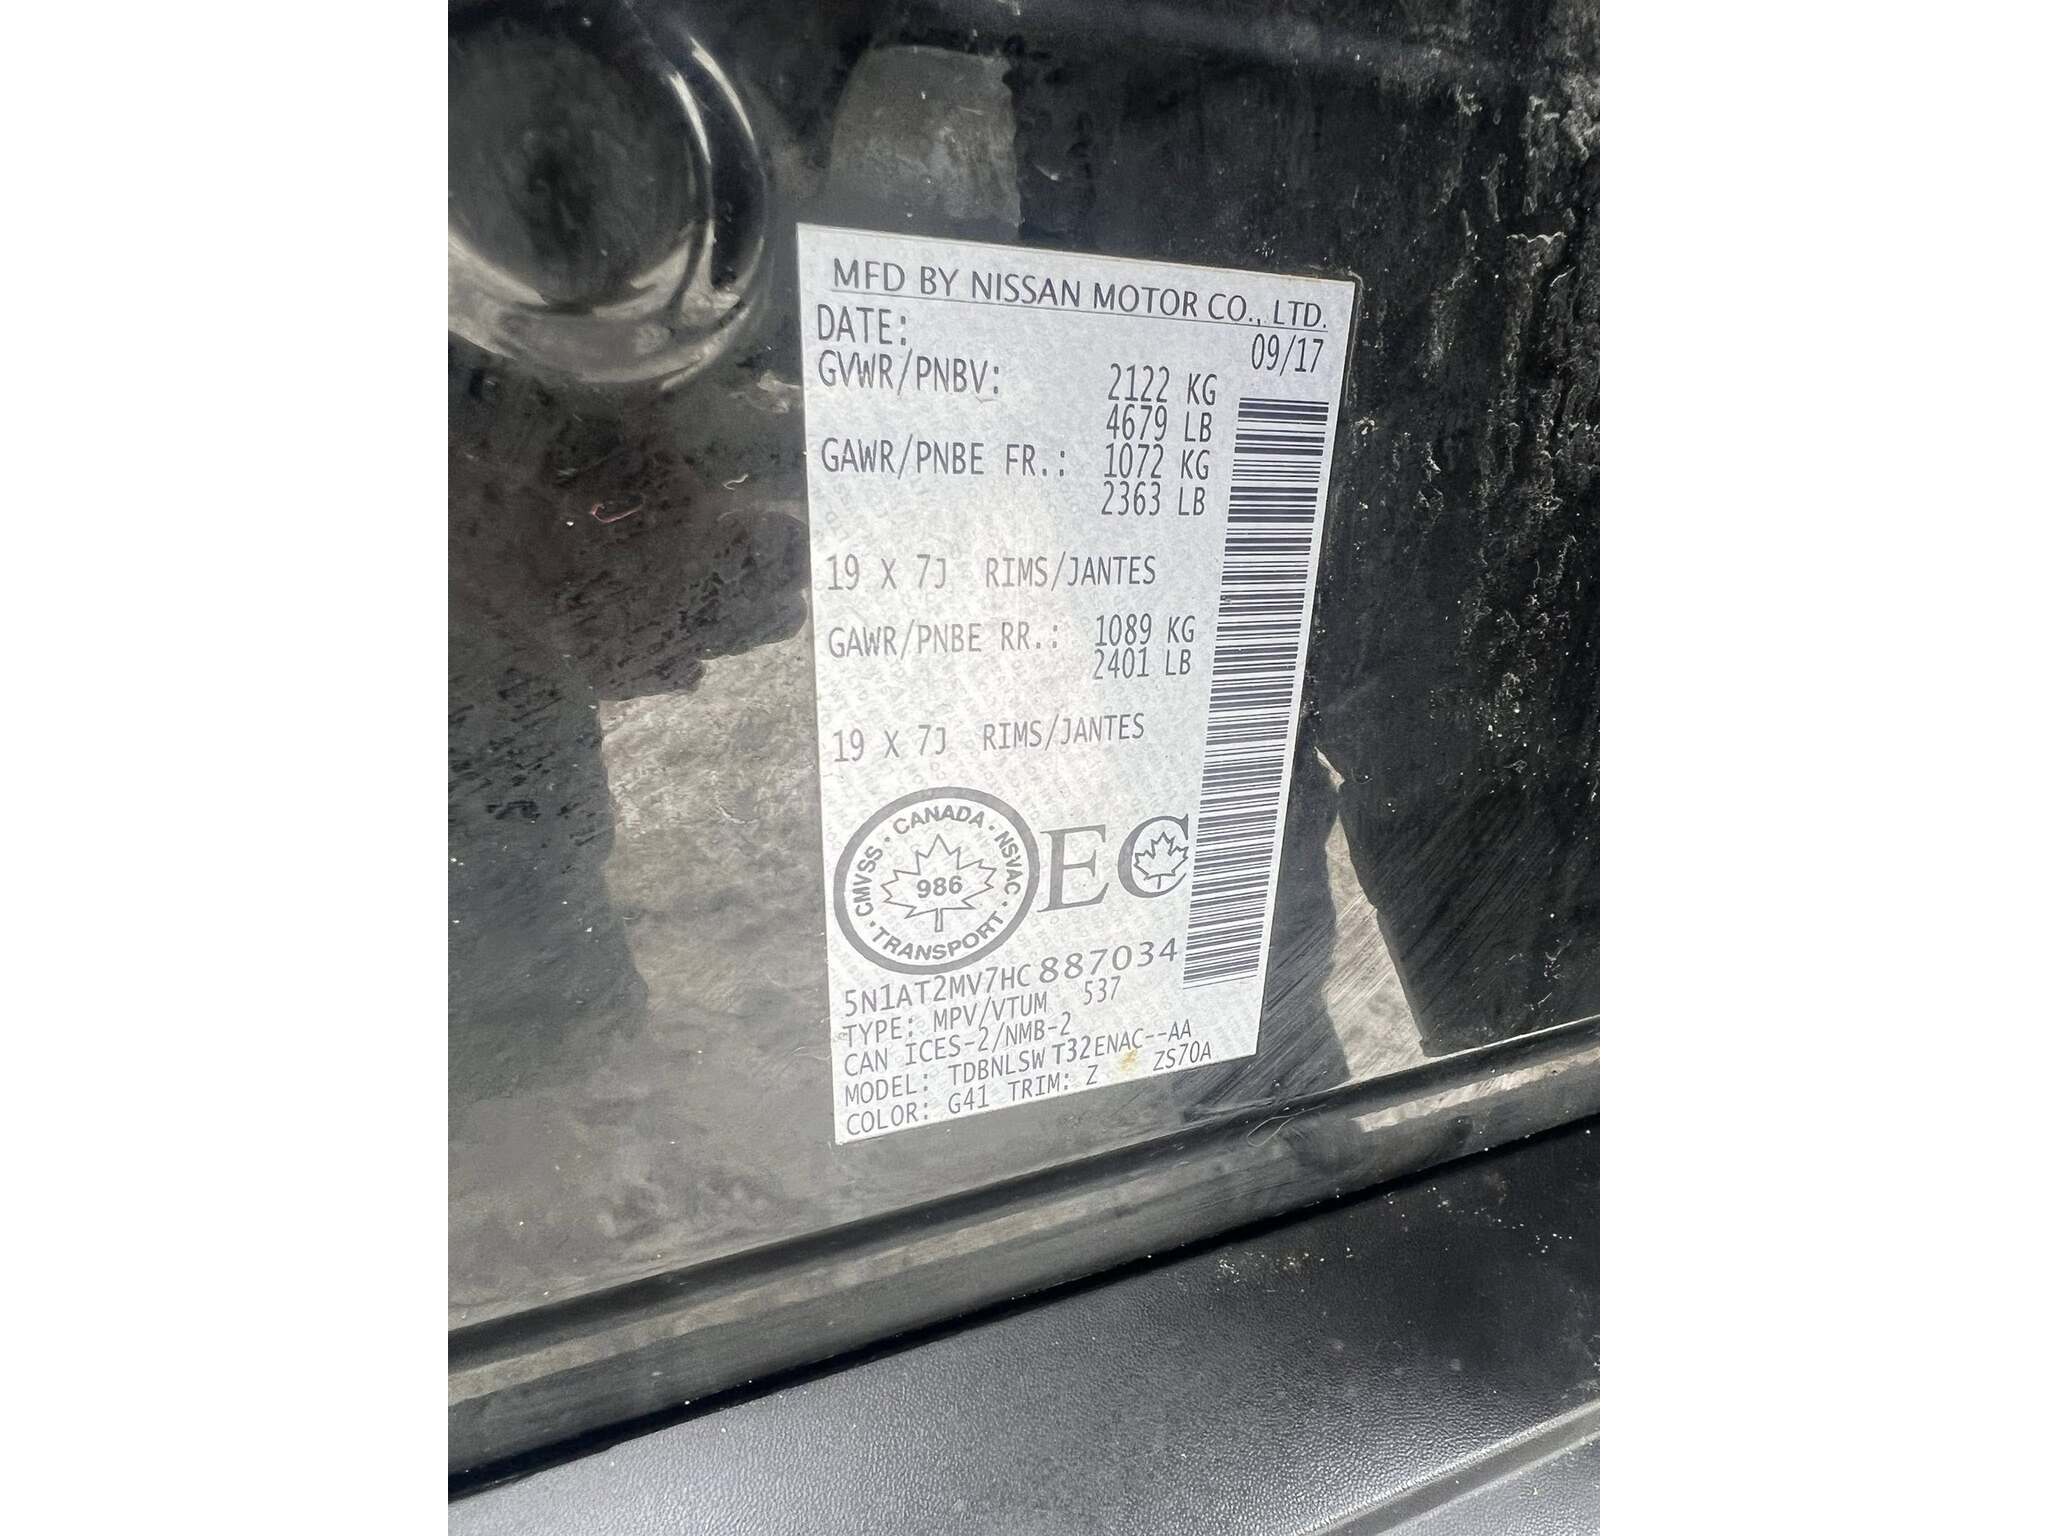 MFD BY NISSAN MOTOR CO., LTD.
DATE: 09/17
GVWR/PNBV: 2122 KG
4679 LB
GAWR/PNBE FR.: 1072 KG
2363 LB
19 X 7J RIMS/JANTES
GAWR/PNBE RR.: 1089 KG
2401 LB
19 X 7J RIMS/JANTES
CANADA · NSVAC · TRANSPORT · CMVSS ·
986
EC
5N1AT2MV7HC887034
TYPE: MPV/VTUM 537
CAN ICES-2/NMB-2
MODEL: TDBNLSW T32ENAC--AA
COLOR: G41 TRIM: Z ZS70A